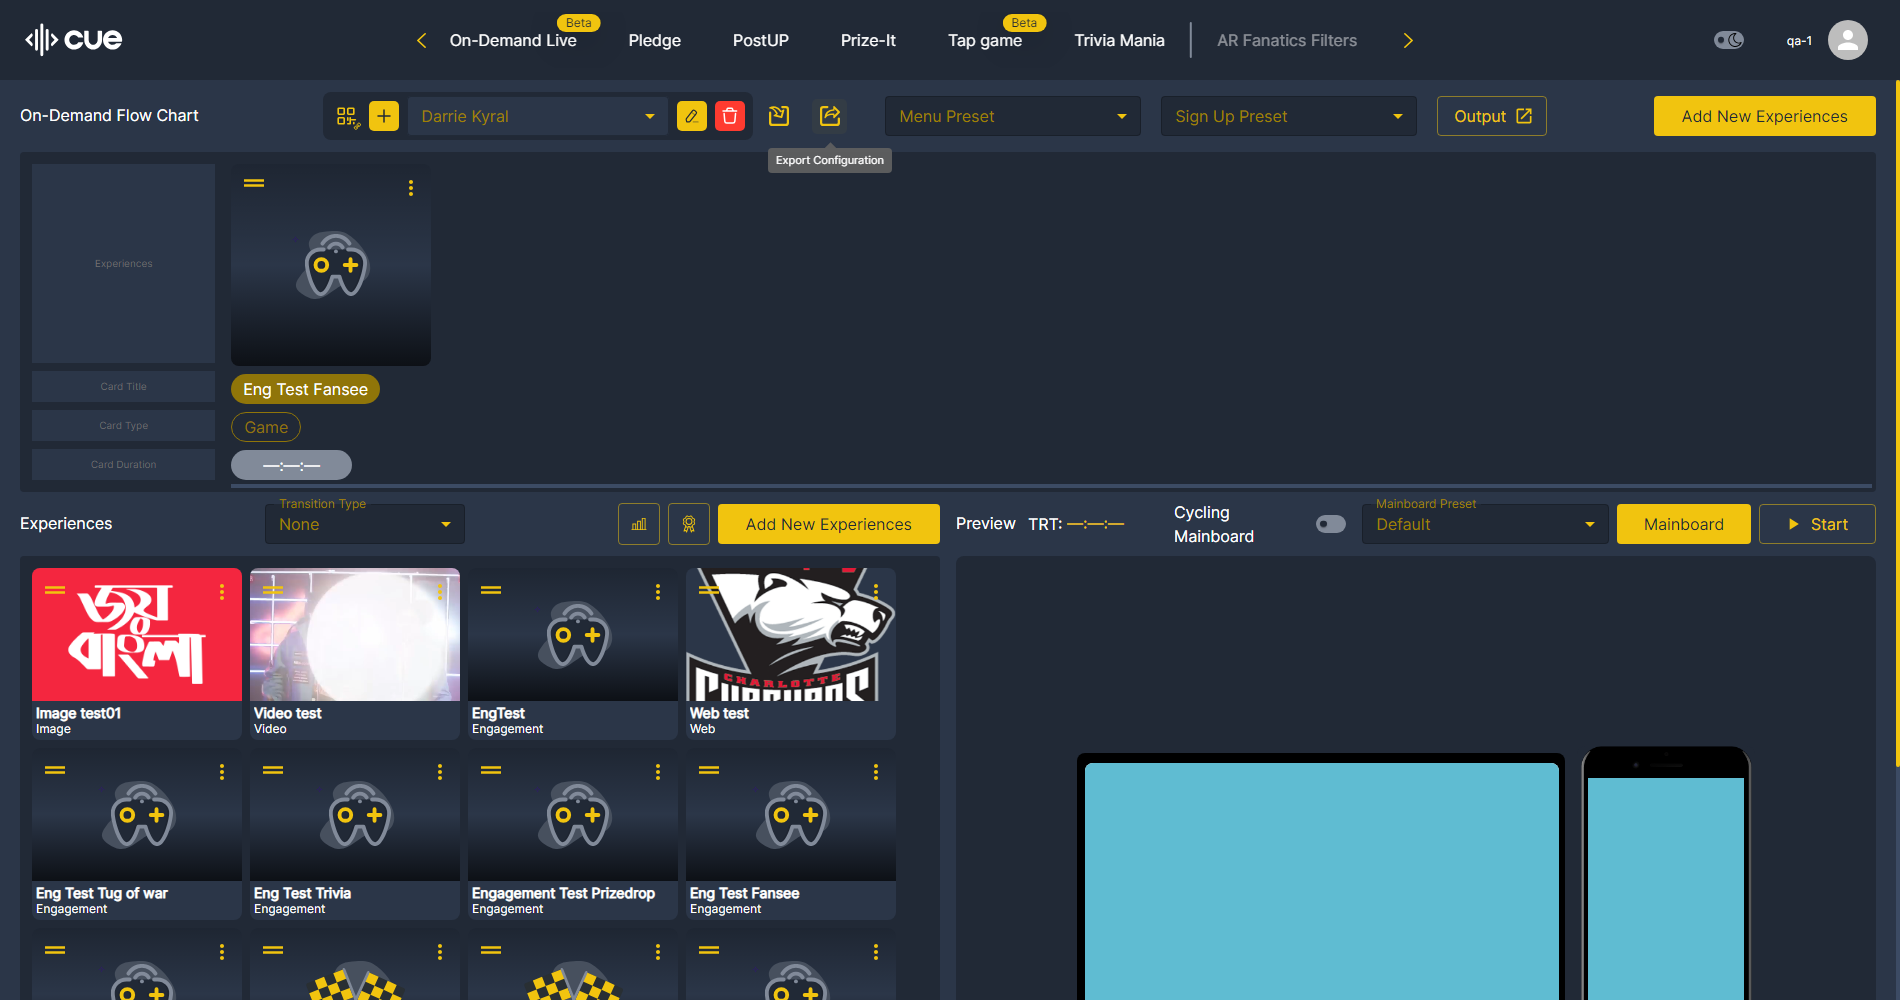 cue
On-Demand Live
Beta
Pledge
PostUP
Prize-It
Tap game
Beta
Trivia Mania
AR Fanatics Filters
qa-1
On-Demand Flow Chart
Darrie Kyral
Menu Preset
Sign Up Preset
Output
Add New Experiences
Export Configuration
Experiences
Card Title
Eng Test Fansee
Card Type
Game
Card Duration
—:—:—
Experiences
Transition Type
None
Add New Experiences
Preview
TRT: —:—:—
Cycling
Mainboard
Mainboard Preset
Default
Mainboard
Start
জয়
বাংলা
Image test01
Image
Video test
Video
EngTest
Engagement
CHARLOTTE
Web test
Web
Eng Test Tug of war
Engagement
Eng Test Trivia
Engagement
Engagement Test Prizedrop
Engagement
Eng Test Fansee
Engagement